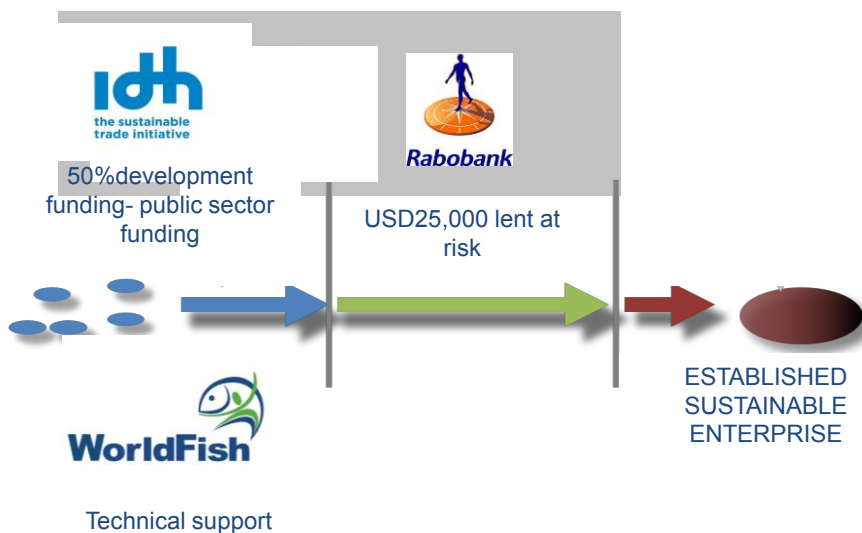 idh
the sustainable
trade initiative
50%development
funding- public sector
funding
Rabobank
USD25,000 lent at
risk
WorldFish
Technical support
ESTABLISHED
SUSTAINABLE
ENTERPRISE